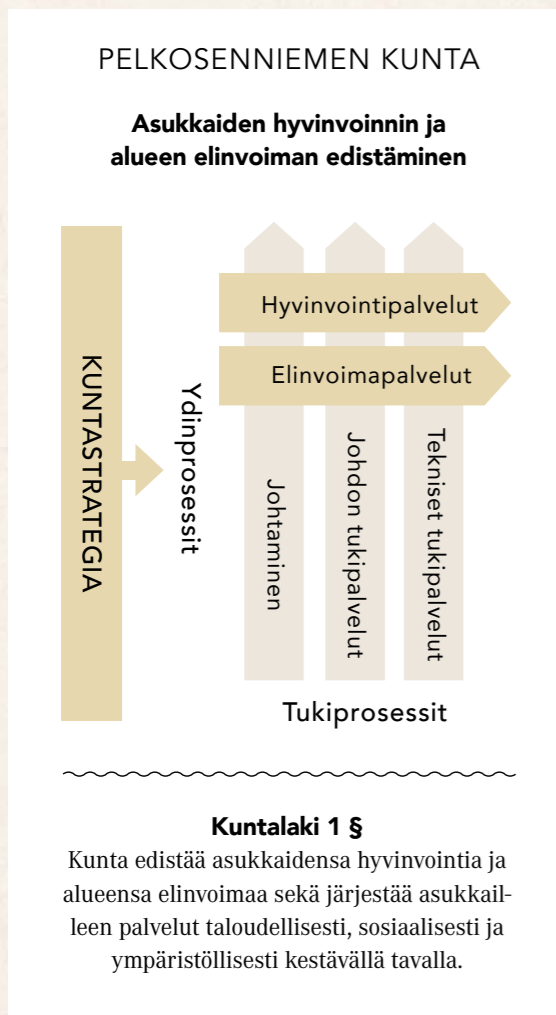 PELKOSENNIEMEN KUNTA
Asukkaiden hyvinvoinnin ja
alueen elinvoiman edistäminen
KUNTASTRATEGIA
Ydinprosessit
Hyvinvointipalvelut
Elinvoimapalvelut
Johtaminen
Johdon tukipalvelut
Tekniset tukipalvelut
Tukiprosessit
Kuntalaki 1 §
Kunta edistää asukkaidensa hyvinvointia ja
alueensa elinvoimaa sekä järjestää asukkail-
leen palvelut taloudellisesti, sosiaalisesti ja
ympäristöllisesti kestävällä tavalla.